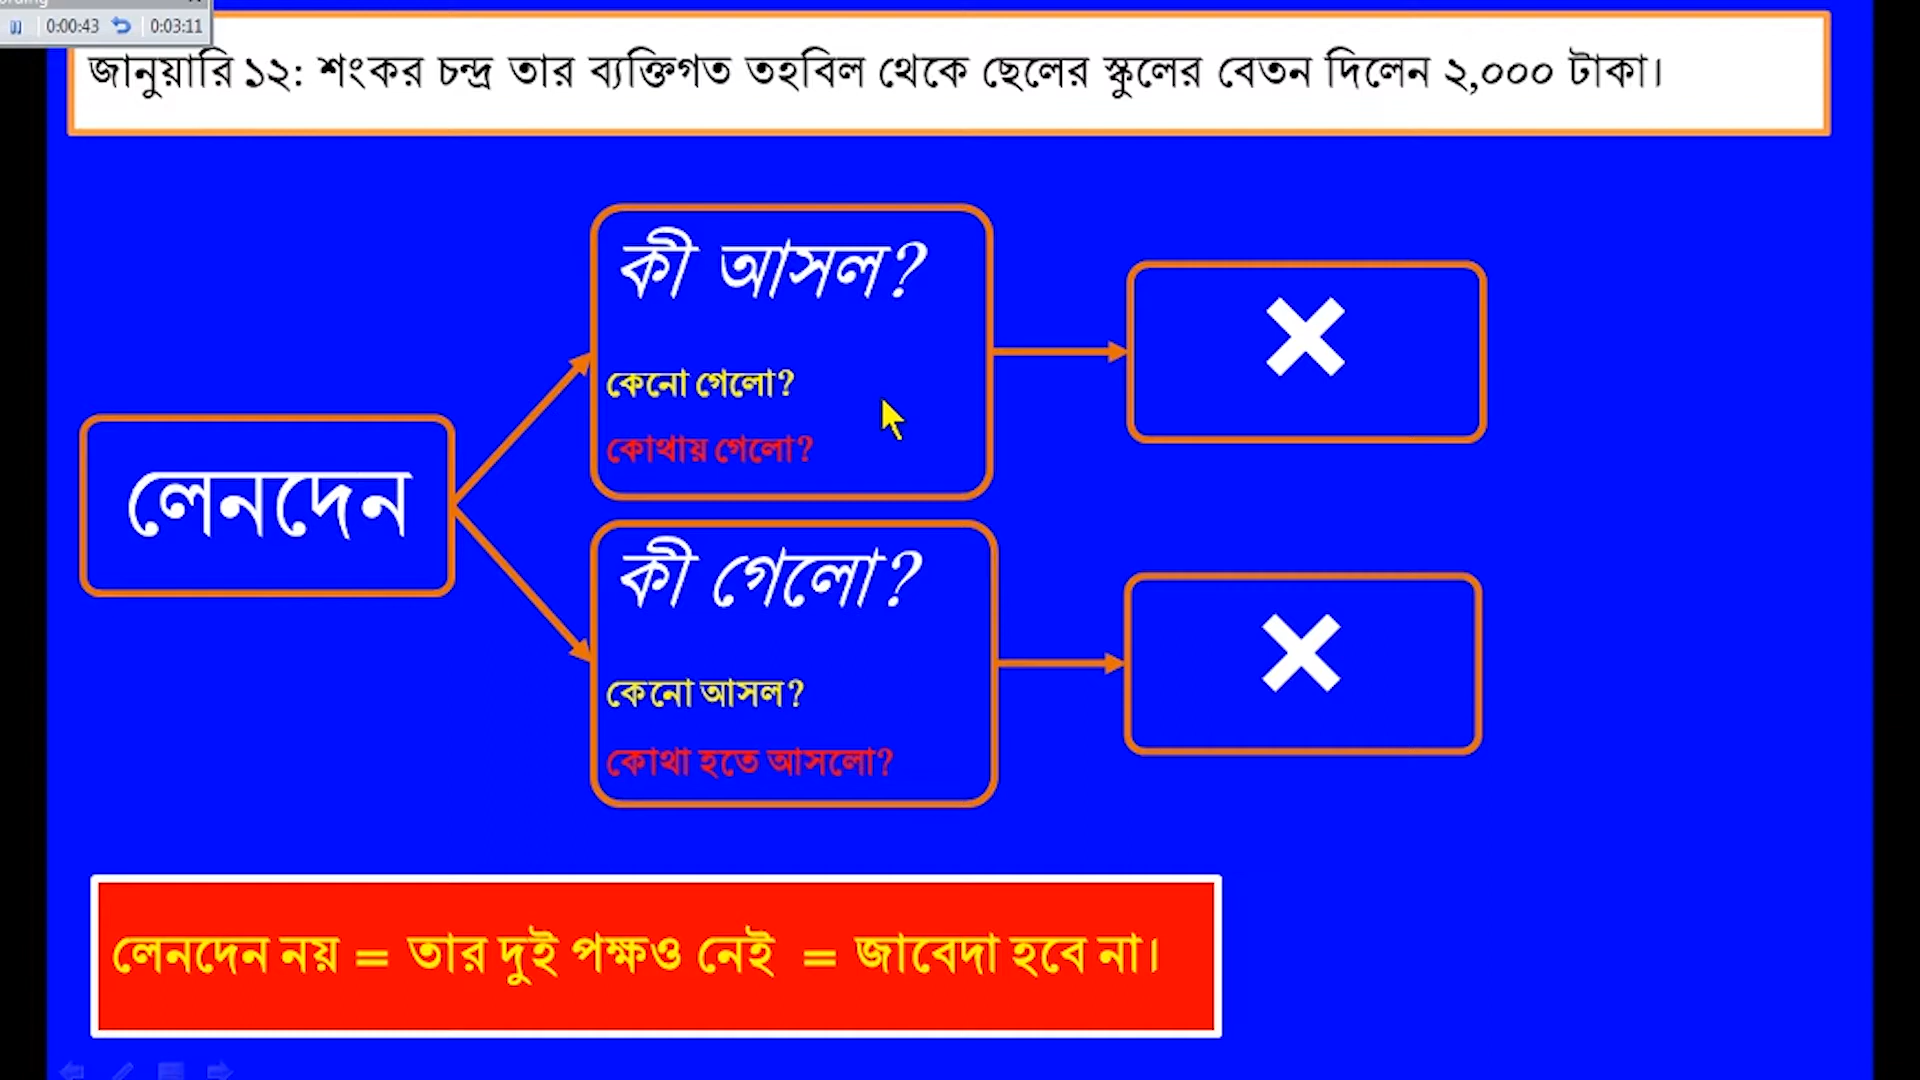 0:00:43 0:03:11
জানুয়ারি ১২: শংকর চন্দ্র তার ব্যক্তিগত তহবিল থেকে ছেলের স্কুলের বেতন দিলেন ২,০০০ টাকা।
কী আসল?
কেনো গেলো?
কোথায় গেলো?
লেনদেন
কী গেলো?
কেনো আসল?
কোথা হতে আসলো?
লেনদেন নয় = তার দুই পক্ষও নেই = জাবেদা হবে না।